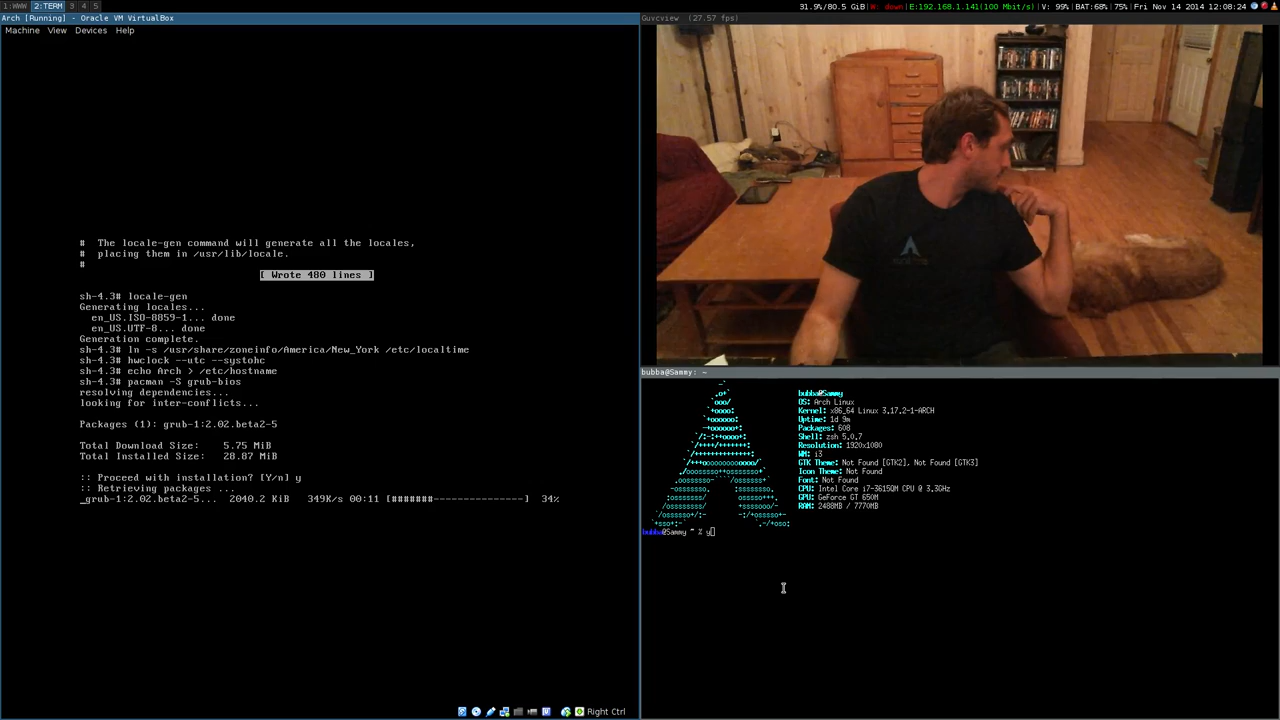 1:WWW 2:TERM 3 4 5
31.9%/80.5 GiB|W: down|E:192.168.1.141(100 Mbit/s)|V: 99%|BAT:68%|75%|Fri Nov 14 2014 12:08:24
Arch [Running] - Oracle VM VirtualBox
Machine View Devices Help
#  The locale-gen command will generate all the locales,
#  placing them in /usr/lib/locale.
#
[ Wrote 480 lines ]
sh-4.3# locale-gen
Generating locales...
en_US.ISO-8859-1... done
en_US.UTF-8... done
Generation complete.
sh-4.3# ln -s /usr/share/zoneinfo/America/New_York /etc/localtime
sh-4.3# hwclock --utc --systohc
sh-4.3# echo Arch > /etc/hostname
sh-4.3# pacman -S grub-bios
resolving dependencies...
looking for inter-conflicts...
Packages (1): grub-1:2.02.beta2-5
Total Download Size:    5.75 MiB
Total Installed Size:  28.87 MiB
:: Proceed with installation? [Y/n] y
:: Retrieving packages ...
_grub-1:2.02.beta2-5...  2040.2 KiB   349K/s 00:11 [#######---------------]  34%
Right Ctrl
Guvcview  (27.57 fps)
bubba@Sammy: ~
bubba@Sammy
OS: Arch Linux
Kernel: x86_64 Linux 3.17.2-1-ARCH
Uptime: 1d 9m
Packages: 608
Shell: zsh 5.0.7
Resolution: 1920x1080
WM: i3
GTK Theme: Not Found [GTK2], Not Found [GTK3]
Icon Theme: Not Found
Font: Not Found
CPU: Intel Core i7-3615QM CPU @ 3.3GHz
GPU: GeForce GT 650M
RAM: 2488MB / 7770MB
bubba@Sammy ~ % y